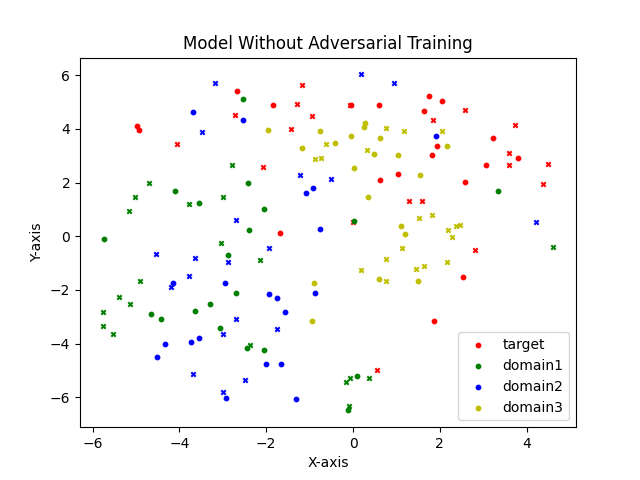 Model Without Adversarial Training
6
4
2
0
−2
−4
−6
Y-axis
target
domain1
domain2
domain3
−6 −4 −2 0 2 4
X-axis